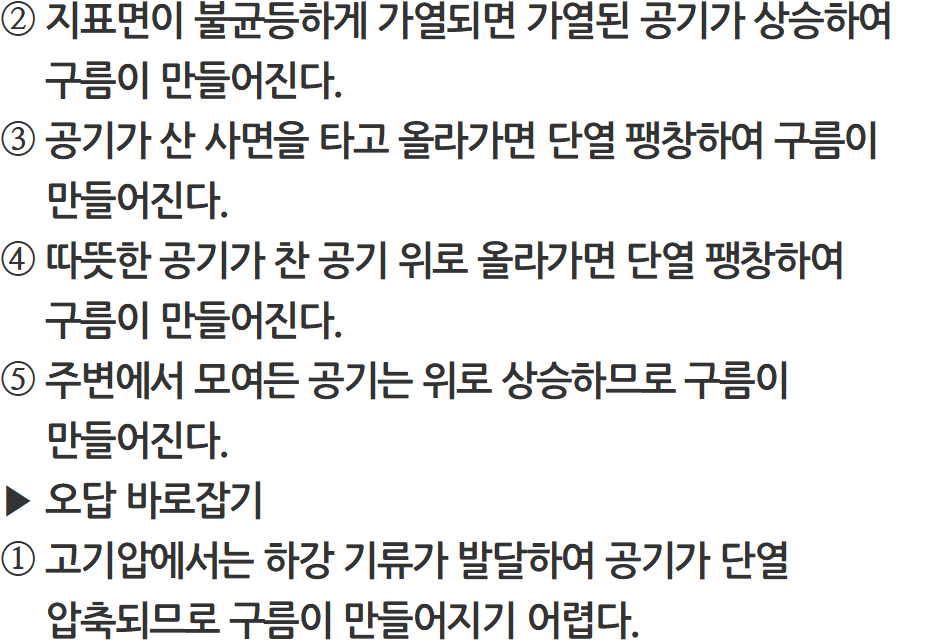 ② 지표면이 불균등하게 가열되면 가열된 공기가 상승하여
구름이 만들어진다.
③ 공기가 산 사면을 타고 올라가면 단열 팽창하여 구름이
만들어진다.
④ 따뜻한 공기가 찬 공기 위로 올라가면 단열 팽창하여
구름이 만들어진다.
⑤ 주변에서 모여든 공기는 위로 상승하므로 구름이
만들어진다.
▶ 오답 바로잡기
① 고기압에서는 하강 기류가 발달하여 공기가 단열
압축되므로 구름이 만들어지기 어렵다.